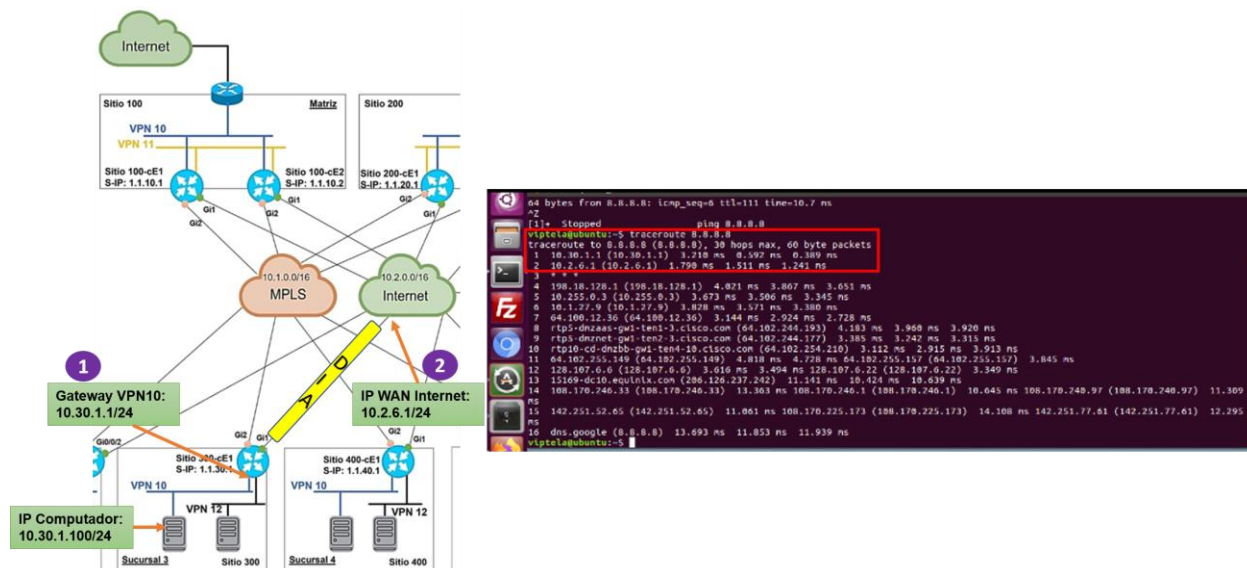 Internet
Sitio 100
Matriz
Sitio 200
VPN 10
VPN 11
Sitio 100-cE1
S-IP: 1.1.10.1
Sitio 100-cE2
S-IP: 1.1.10.2
Sitio 200-cE1
S-IP: 1.1.20.1
Gi1
Gi2
Gi2
Gi1
Gi2
Gi1
10.1.0.0/16
MPLS
10.2.0.0/16
Internet
DIA
1
Gateway VPN10:
10.30.1.1/24
2
IP WAN Internet:
10.2.6.1/24
Gi0/0/2
Gi2
Gi1
Gi2
Gi1
Sitio 300-cE1
S-IP: 1.1.30.1
Sitio 400-cE1
S-IP: 1.1.40.1
VPN 10
VPN 12
VPN 10
VPN 12
IP Computador:
10.30.1.100/24
Sucursal 3
Sitio 300
Sucursal 4
Sitio 400
64 bytes from 8.8.8.8: icmp_seq=6 ttl=111 time=10.7 ms
^Z
[1]+ Stopped ping 8.8.8.8
viptela@ubuntu:~$ traceroute 8.8.8.8
traceroute to 8.8.8.8 (8.8.8.8), 30 hops max, 60 byte packets
1 10.30.1.1 (10.30.1.1) 3.210 ms 0.592 ms 0.389 ms
2 10.2.6.1 (10.2.6.1) 1.790 ms 1.511 ms 1.241 ms
3 * * *
4 198.18.128.1 (198.18.128.1) 4.021 ms 3.867 ms 3.651 ms
5 10.255.0.3 (10.255.0.3) 3.673 ms 3.506 ms 3.345 ms
6 10.1.27.9 (10.1.27.9) 3.828 ms 3.571 ms 3.380 ms
7 64.100.12.36 (64.100.12.36) 3.144 ms 2.924 ms 2.728 ms
8 rtp5-dmzaas-gw1-ten1-3.cisco.com (64.102.244.193) 4.183 ms 3.960 ms 3.920 ms
9 rtp5-dmznet-gw1-ten2-3.cisco.com (64.102.244.177) 3.385 ms 3.242 ms 3.315 ms
10 rtp10-cd-dmzbb-gw1-ten4-10.cisco.com (64.102.254.210) 3.112 ms 2.915 ms 3.913 ms
11 64.102.255.149 (64.102.255.149) 4.818 ms 4.728 ms 64.102.255.157 (64.102.255.157) 3.845 ms
12 128.107.6.6 (128.107.6.6) 3.616 ms 3.494 ms 128.107.6.22 (128.107.6.22) 3.349 ms
13 15169-dc10.equinix.com (206.126.237.242) 11.141 ms 10.424 ms 10.639 ms
14 108.170.246.33 (108.170.246.33) 13.363 ms 108.170.246.1 (108.170.246.1) 10.645 ms 108.170.240.97 (108.170.240.97) 11.309
ms
15 142.251.52.65 (142.251.52.65) 11.061 ms 108.170.225.173 (108.170.225.173) 14.108 ms 142.251.77.61 (142.251.77.61) 12.295
ms
16 dns.google (8.8.8.8) 13.693 ms 11.853 ms 11.939 ms
viptela@ubuntu:~$